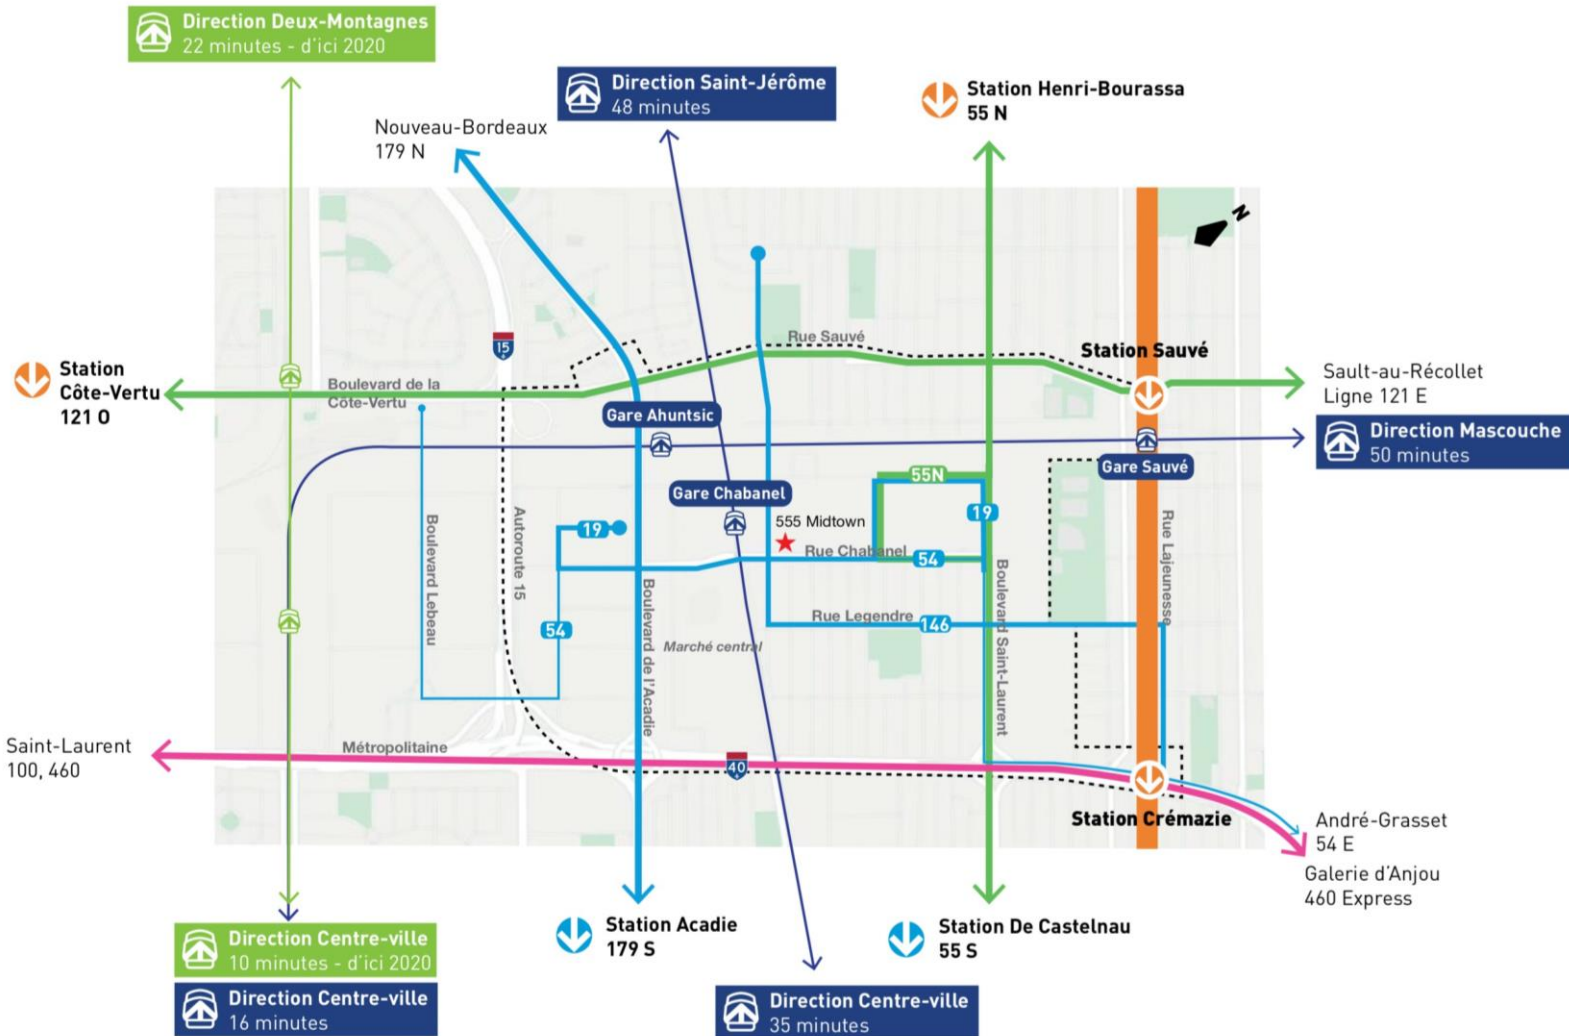 Direction Deux-Montagnes
22 minutes - d'ici 2020
Direction Saint-Jérôme
48 minutes
Station Henri-Bourassa
55 N
Nouveau-Bordeaux
179 N
N
15
Rue Sauvé
Station Sauvé
Station
Côte-Vertu
121 O
Boulevard de la
Côte-Vertu
Sault-au-Récollet
Ligne 121 E
Gare Ahuntsic
Direction Mascouche
50 minutes
Gare Sauvé
55N
Gare Chabanel
19
555 Midtown
19
Rue Chabanel
54
Boulevard Lebeau
Autoroute 15
Boulevard de l'Acadie
Boulevard Saint-Laurent
Rue Lajeunesse
Rue Legendre
146
54
Marché central
Saint-Laurent
100, 460
Métropolitaine
40
Station Crémazie
André-Grasset
54 E
Galerie d'Anjou
460 Express
Station Acadie
179 S
Station De Castelnau
55 S
Direction Centre-ville
10 minutes - d'ici 2020
Direction Centre-ville
16 minutes
Direction Centre-ville
35 minutes